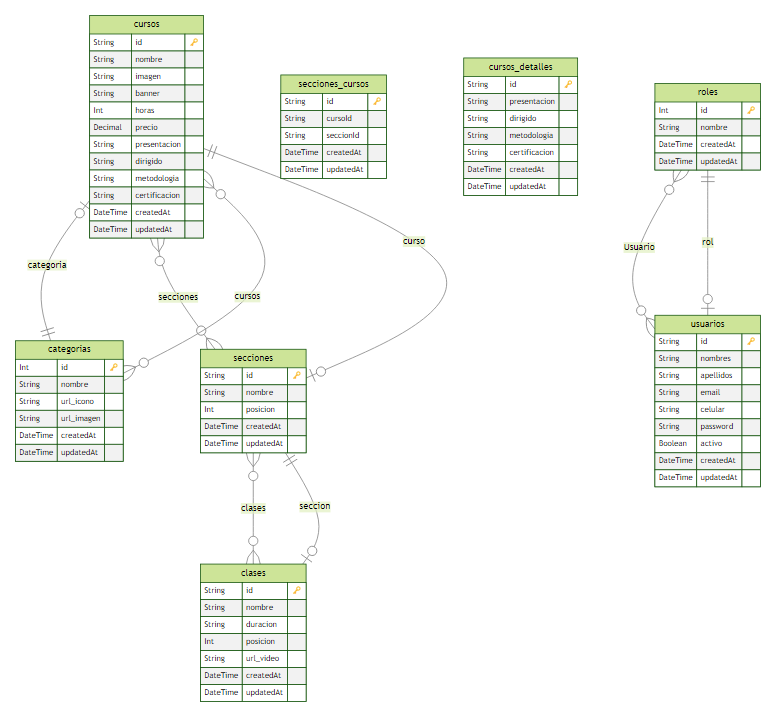 cursos
String id
String nombre
String imagen
String banner
Int horas
Decimal precio
String presentacion
String dirigido
String metodologia
String certificacion
DateTime createdAt
DateTime updatedAt
secciones_cursos
String id
String cursoId
String seccionId
DateTime createdAt
DateTime updatedAt
cursos_detalles
String id
String presentacion
String dirigido
String metodologia
String certificacion
DateTime createdAt
DateTime updatedAt
roles
Int id
String nombre
DateTime createdAt
DateTime updatedAt
curso
Usuario
rol
categoria
secciones
cursos
categorias
Int id
String nombre
String url_icono
String url_imagen
DateTime createdAt
DateTime updatedAt
secciones
String id
String nombre
Int posicion
DateTime createdAt
DateTime updatedAt
usuarios
String id
String nombres
String apellidos
String email
String celular
String password
Boolean activo
DateTime createdAt
DateTime updatedAt
clases
seccion
clases
String id
String nombre
String duracion
Int posicion
String url_video
DateTime createdAt
DateTime updatedAt